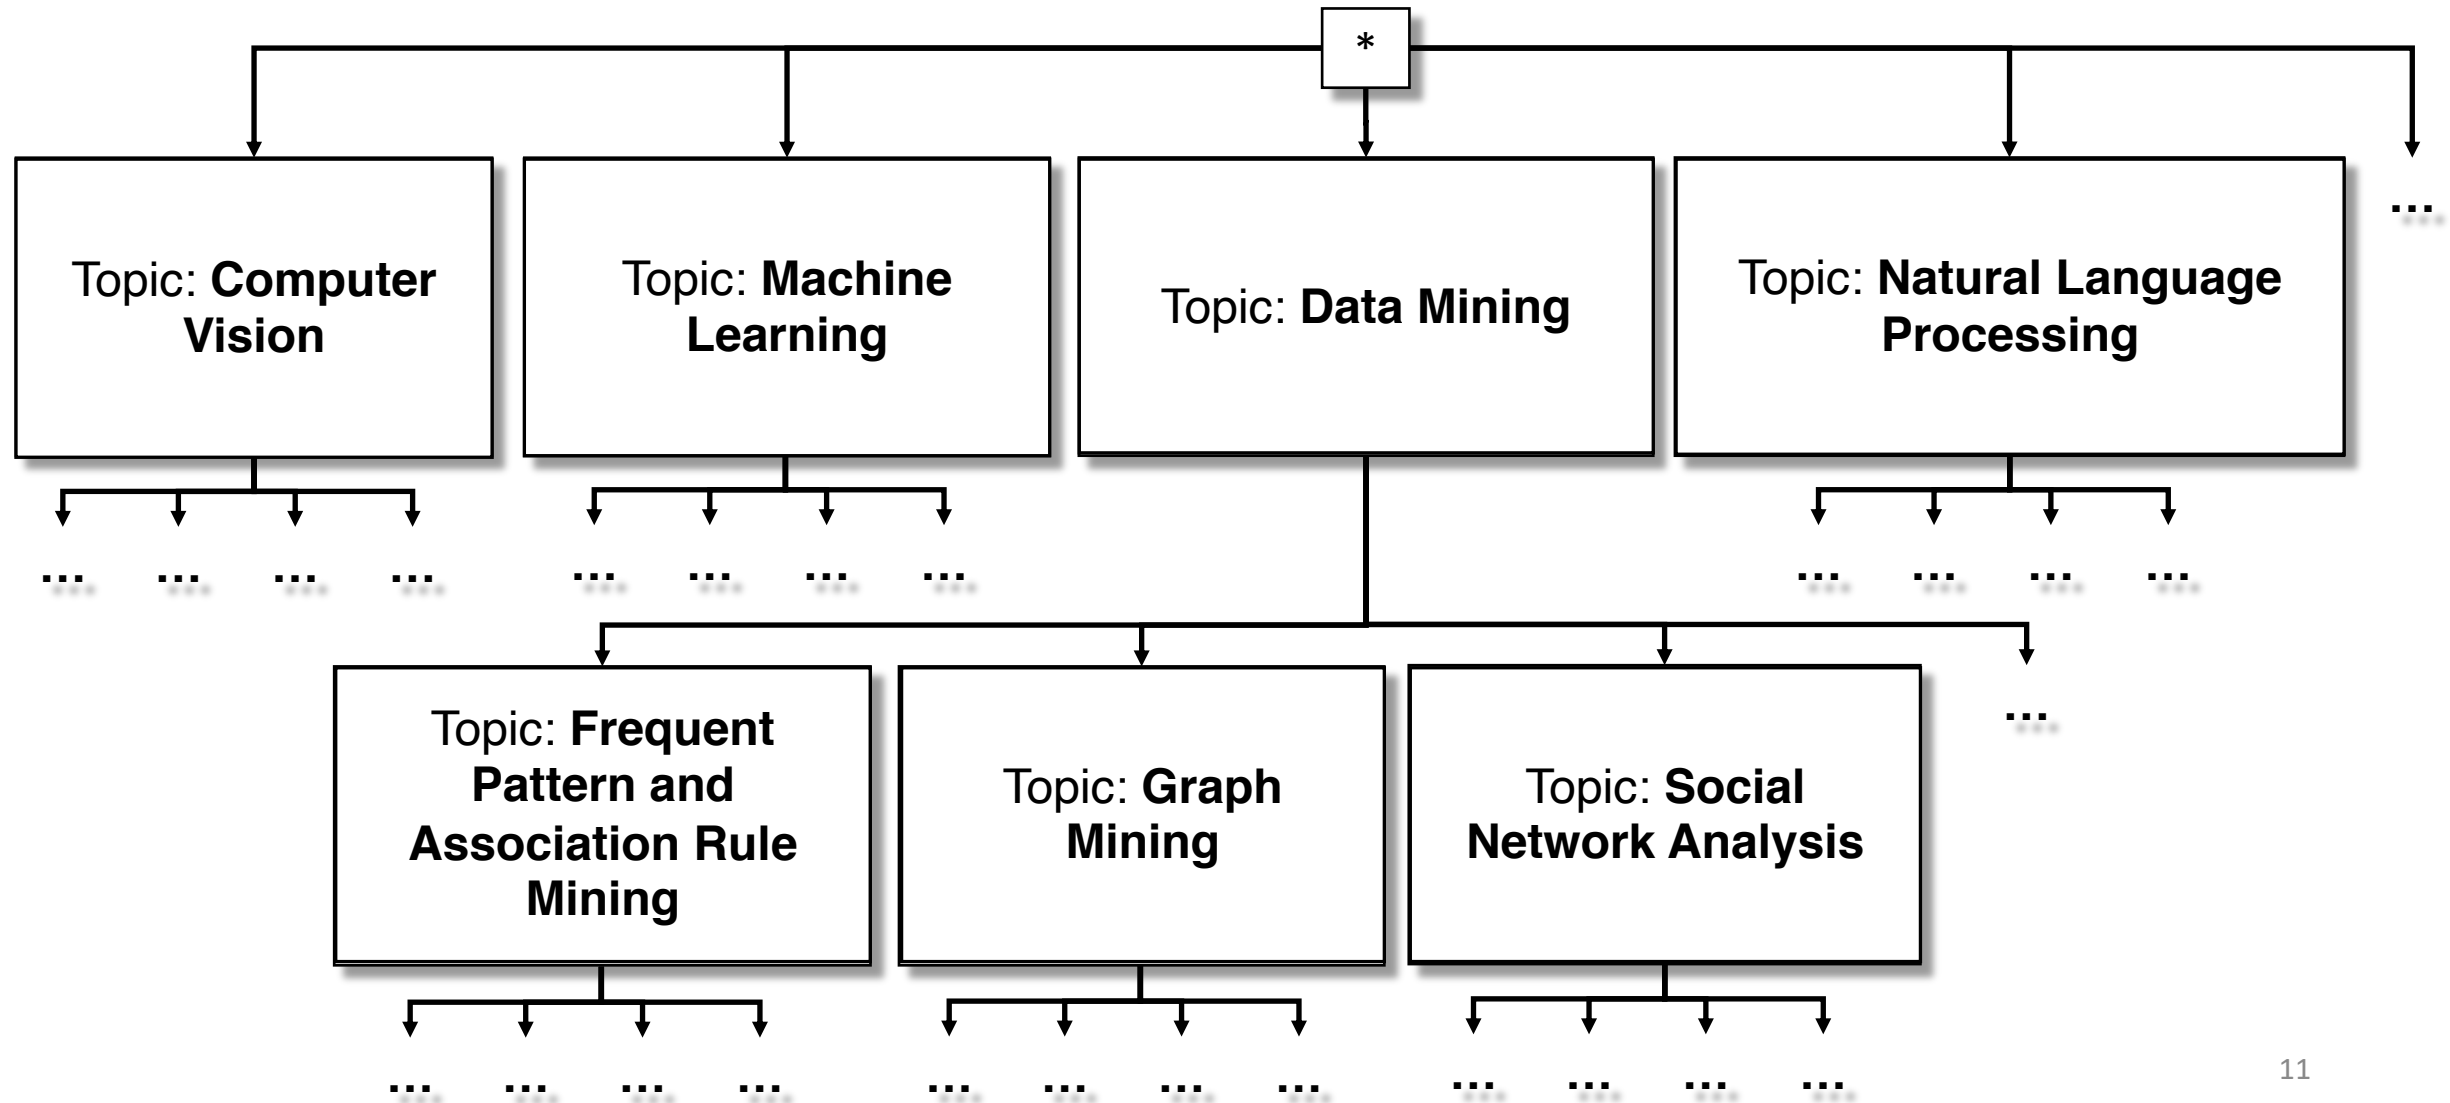 *
Topic: Computer
Vision
Topic: Machine
Learning
Topic: Data Mining
Topic: Natural Language
Processing
...
... ... ... ...
... ... ... ...
... ... ... ...
Topic: Frequent
Pattern and
Association Rule
Mining
Topic: Graph
Mining
Topic: Social
Network Analysis
...
... ... ... ...
... ... ... ...
... ... ... ...
11